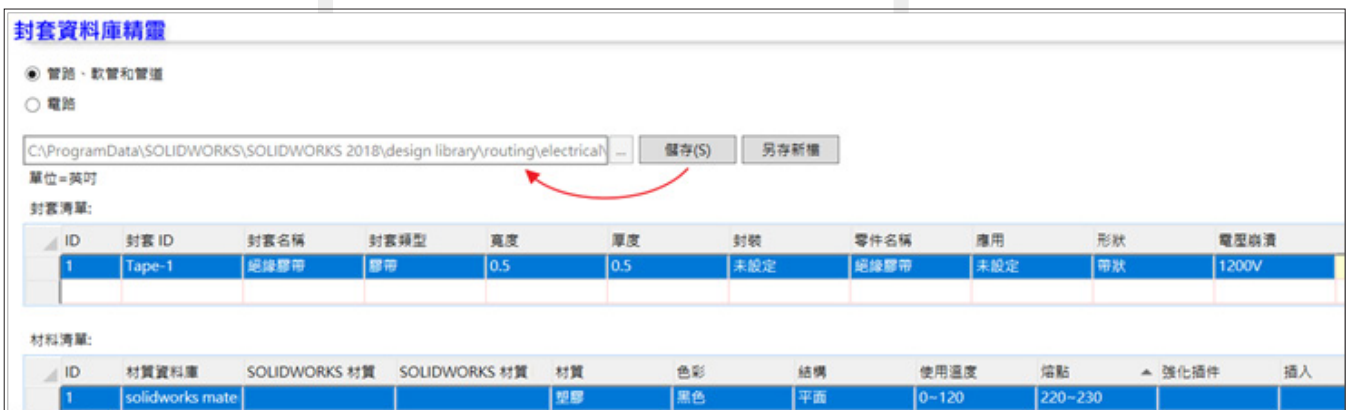 封套資料庫精靈
管路、軟管和管道
電路
C:\ProgramData\SOLIDWORKS\SOLIDWORKS 2018\design library\routing\electrical\ ... 儲存(S) 另存新檔
單位=英吋
封套清單:
ID 封套 ID 封套名稱 封套類型 寬度 厚度 封裝 零件名稱 應用 形狀 電壓崩潰
1 Tape-1 絕緣膠帶 膠帶 0.5 0.5 未設定 絕緣膠帶 未設定 帶狀 1200V
材料清單:
ID 材質資料庫 SOLIDWORKS 材質 SOLIDWORKS 材質 材質 色彩 結構 使用溫度 熔點 強化插件 插入
1 solidworks mate 塑膠 黑色 平面 0~120 220~230